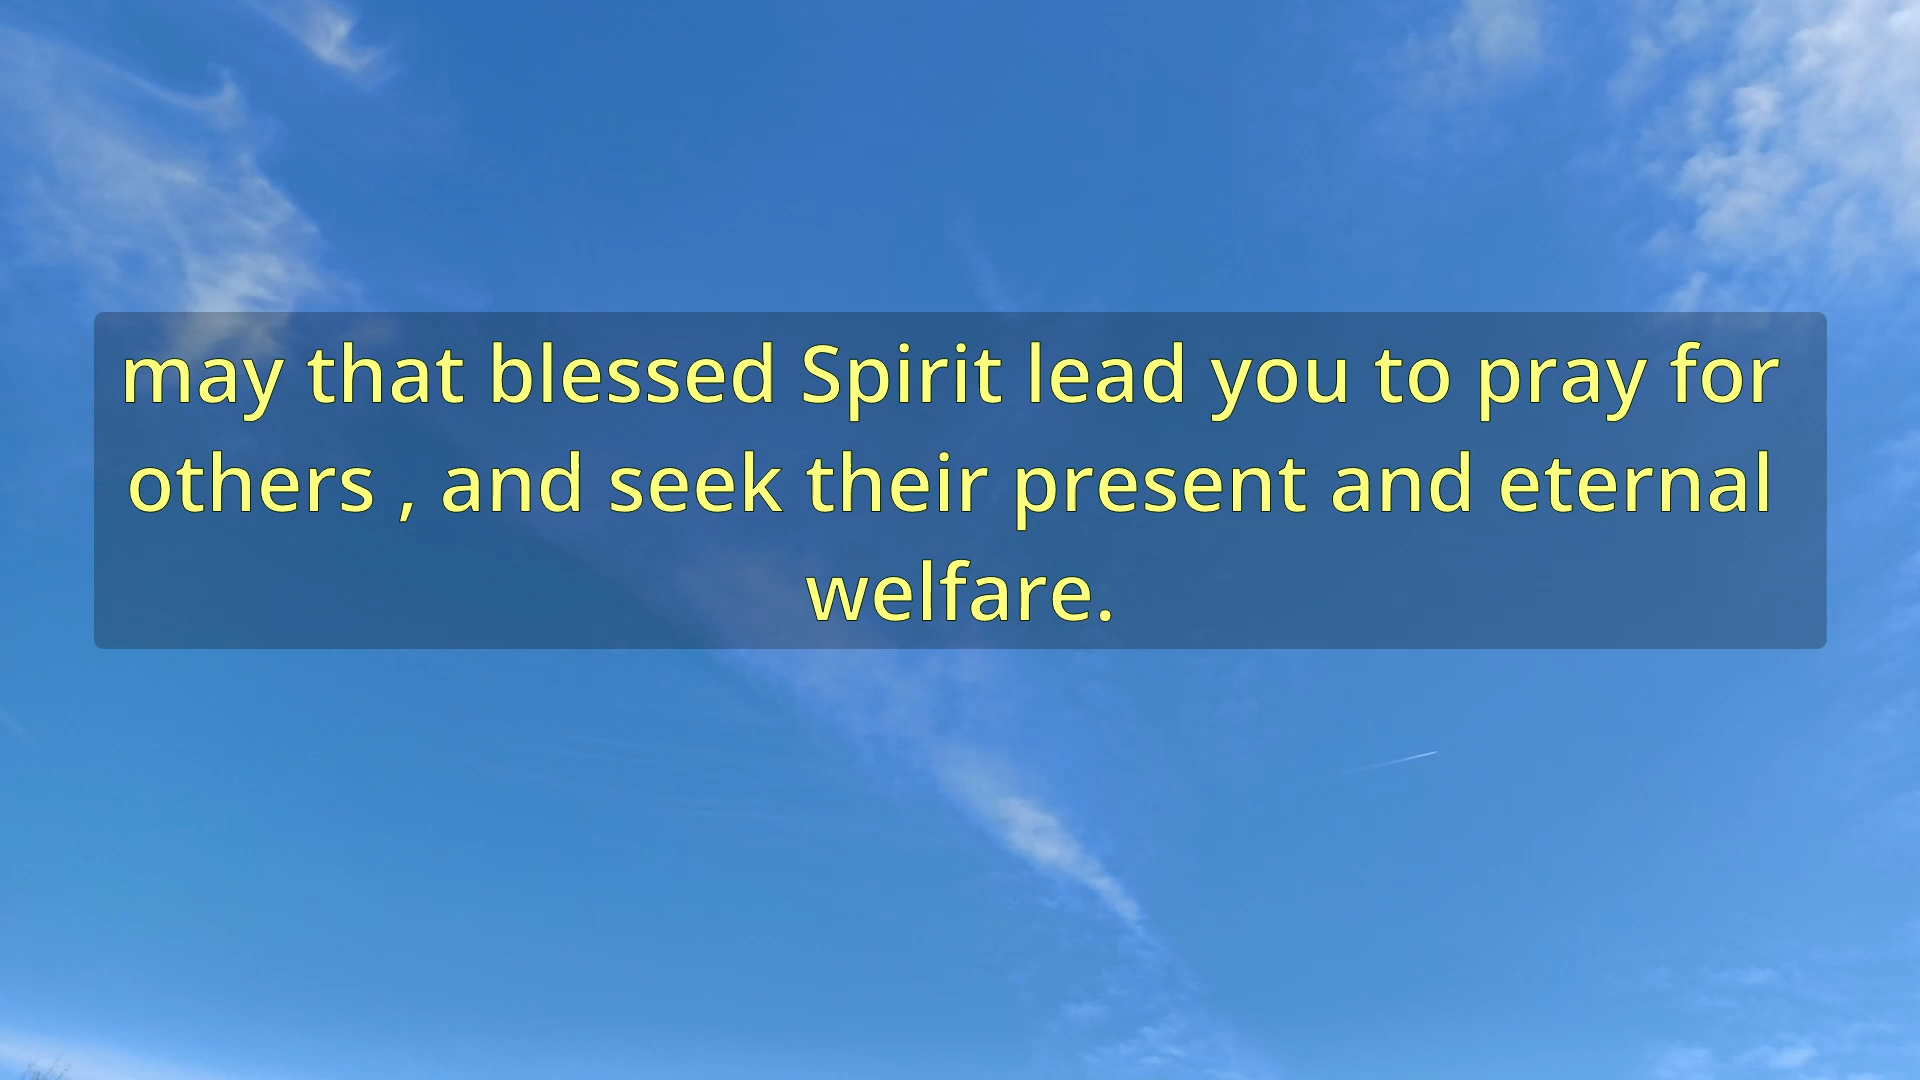 may that blessed Spirit lead you to pray for
others , and seek their present and eternal
welfare.